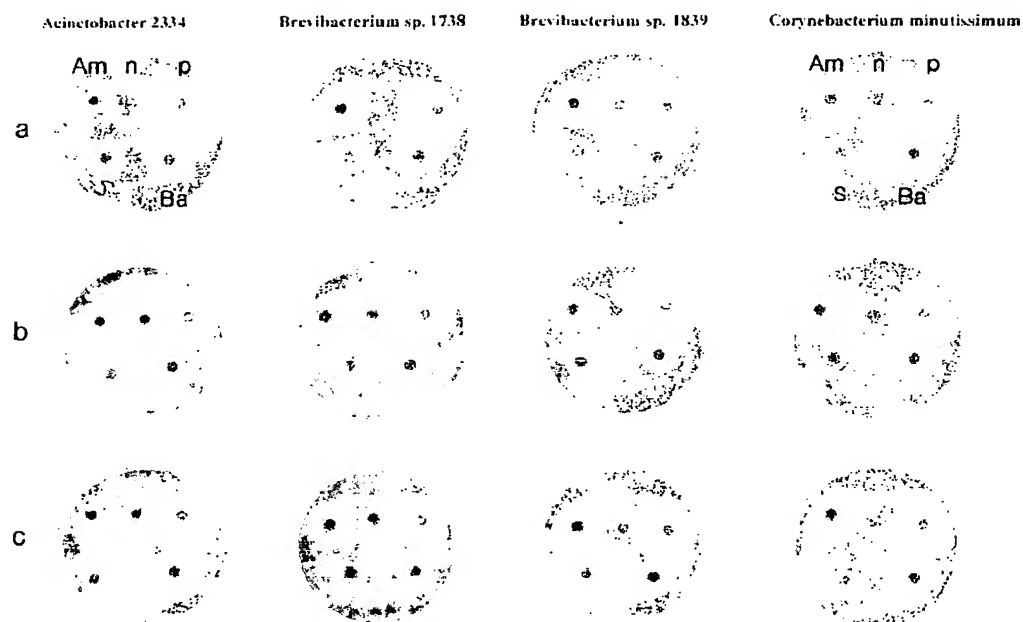 Acinetobacter 2334 Brevibacterium sp. 1738 Brevibacterium sp. 1839 Corynebacterium minutissimum
Am n p Am n p
a
S Ba S Ba
b
c